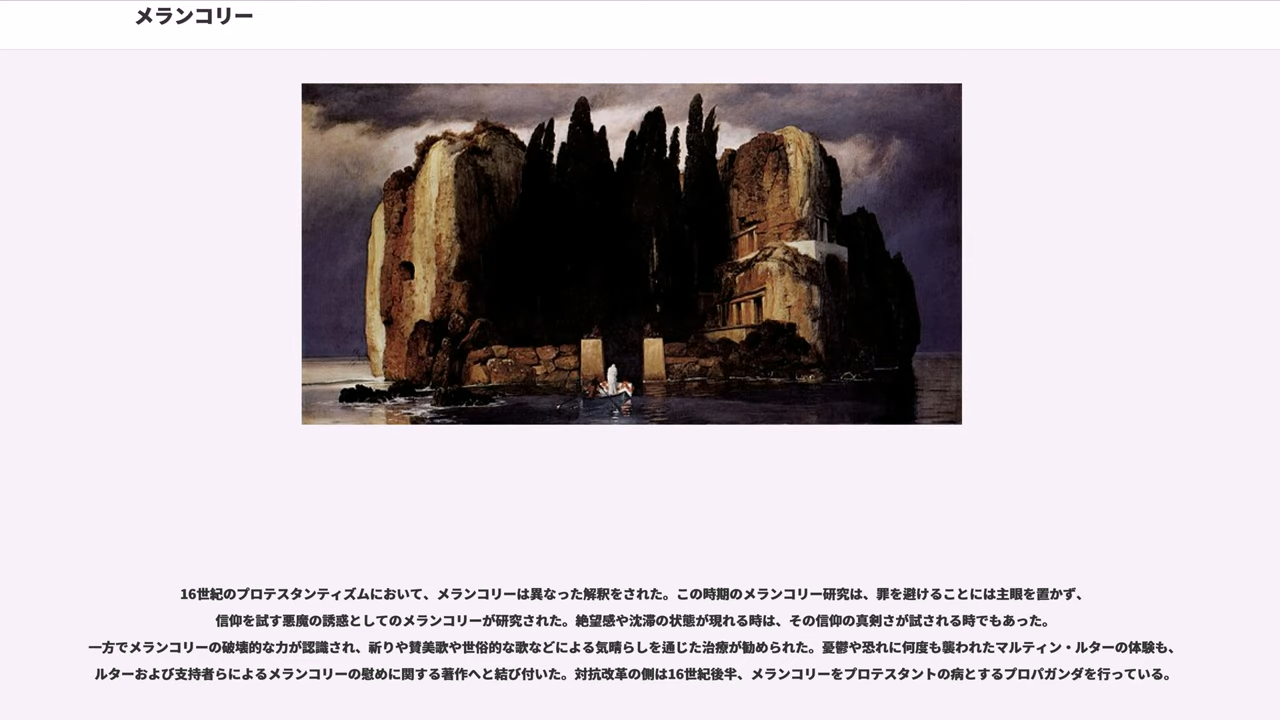 メランコリー
16世紀のプロテスタンティズムにおいて、メランコリーは異なった解釈をされた。この時期のメランコリー研究は、罪を避けることには主眼を置かず、
信仰を試す悪魔の誘惑としてのメランコリーが研究された。絶望感や沈滞の状態が現れる時は、その信仰の真剣さが試される時でもあった。
一方でメランコリーの破壊的な力が認識され、祈りや賛美歌や世俗的な歌などによる気晴らしを通じた治療が勧められた。憂鬱や恐れに何度も襲われたマルティン・ルターの体験も、
ルターおよび支持者らによるメランコリーの慰めに関する著作へと結び付いた。対抗改革の側は16世紀後半、メランコリーをプロテスタントの病とするプロパガンダを行っている。